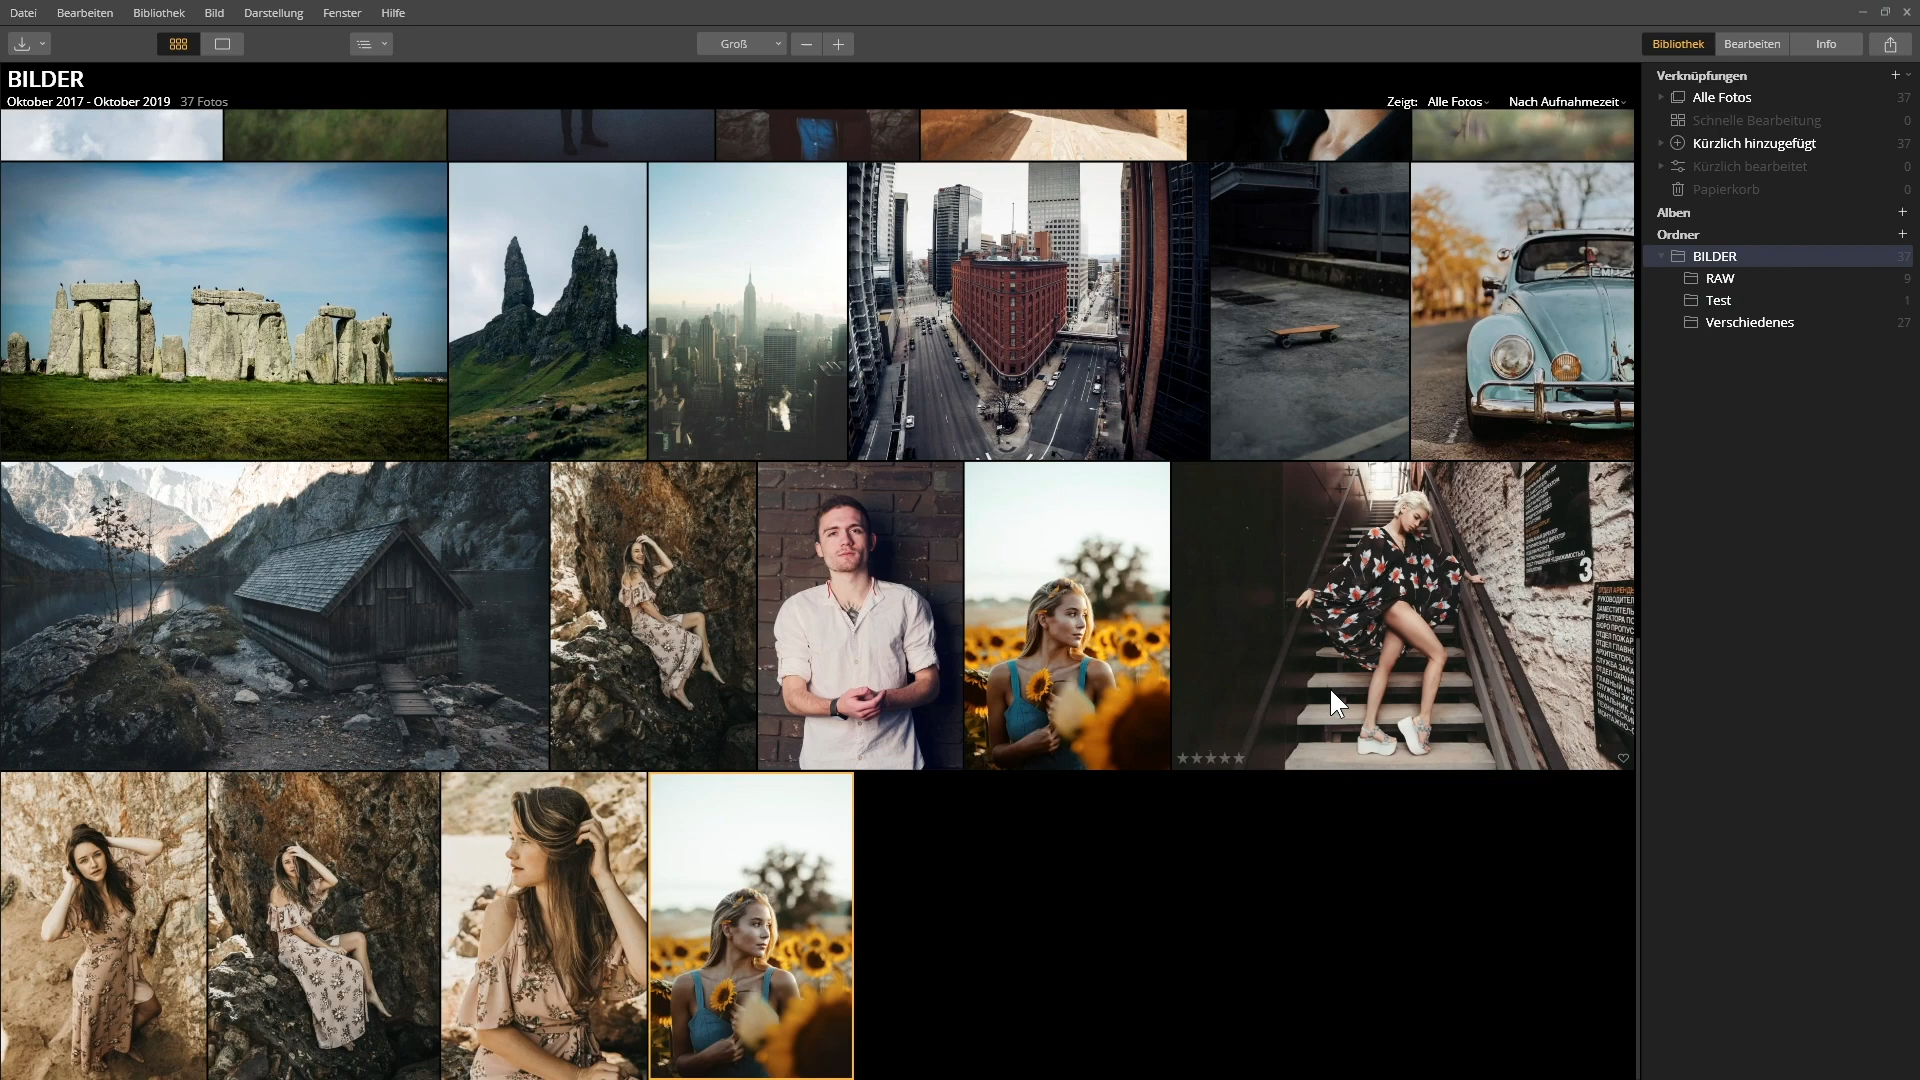 Datei Bearbeiten Bibliothek Bild Darstellung Fenster Hilfe
Groß
Bibliothek Bearbeiten Info
BILDER
Oktober 2017 - Oktober 2019 37 Fotos
Zeigt: Alle Fotos Nach Aufnahmezeit
Verknüpfungen
Alle Fotos 37
Schnelle Bearbeitung 0
Kürzlich hinzugefügt 37
Kürzlich bearbeitet 0
Papierkorb 0
Alben
Ordner
BILDER 37
RAW 9
Test 1
Verschiedenes 27
3